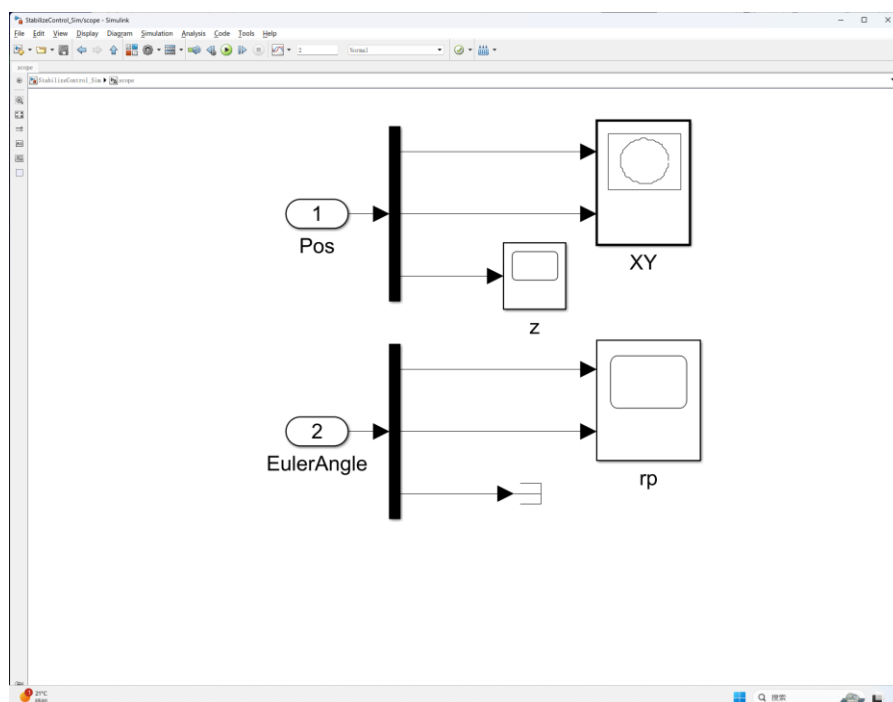 StabilizeControl_Sim/scope - Simulink
File Edit View Display Diagram Simulation Analysis Code Tools Help
2 Normal
scope
StabilizeControl_Sim scope
1
Pos
XY
z
2
EulerAngle
rp
21°C
搜索